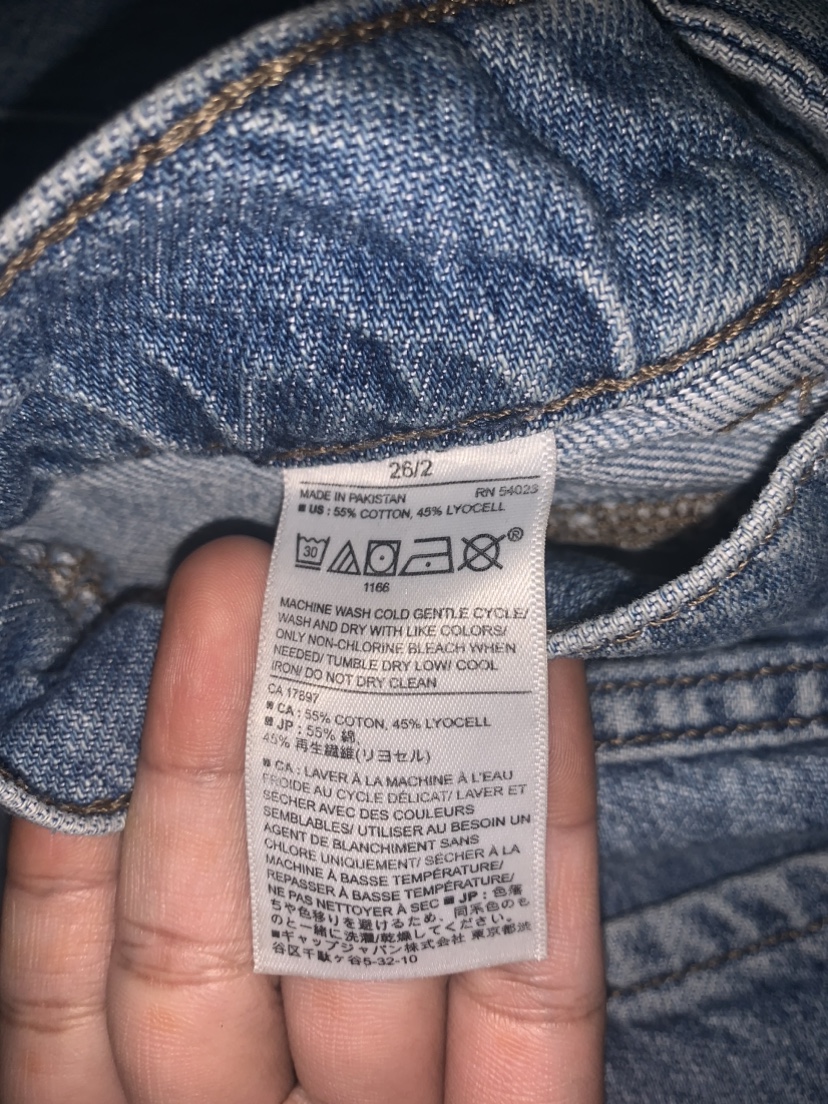 26/2
MADE IN PAKISTAN RN 54023
■ US : 55% COTTON, 45% LYOCELL
30 ®
1166
MACHINE WASH COLD GENTLE CYCLE/
WASH AND DRY WITH LIKE COLORS/
ONLY NON-CHLORINE BLEACH WHEN
NEEDED/ TUMBLE DRY LOW/ COOL
IRON/ DO NOT DRY CLEAN
CA 17897
■ CA : 55% COTON, 45% LYOCELL
■ JP : 55% 綿,
45% 再生繊維(リヨセル)
■ CA : LAVER À LA MACHINE À L'EAU
FROIDE AU CYCLE DÉLICAT/ LAVER ET
SÉCHER AVEC DES COULEURS
SEMBLABLES/ UTILISER AU BESOIN UN
AGENT DE BLANCHIMENT SANS
CHLORE UNIQUEMENT/ SÉCHER À LA
MACHINE À BASSE TEMPÉRATURE/
REPASSER À BASSE TEMPÉRATURE/
NE PAS NETTOYER À SEC ■ JP : 色落
ちや色移りを避けるため、同系色のも
のと一緒に洗濯/乾燥してください。
■ギャップジャパン株式会社 東京都渋
谷区千駄ヶ谷5-32-10